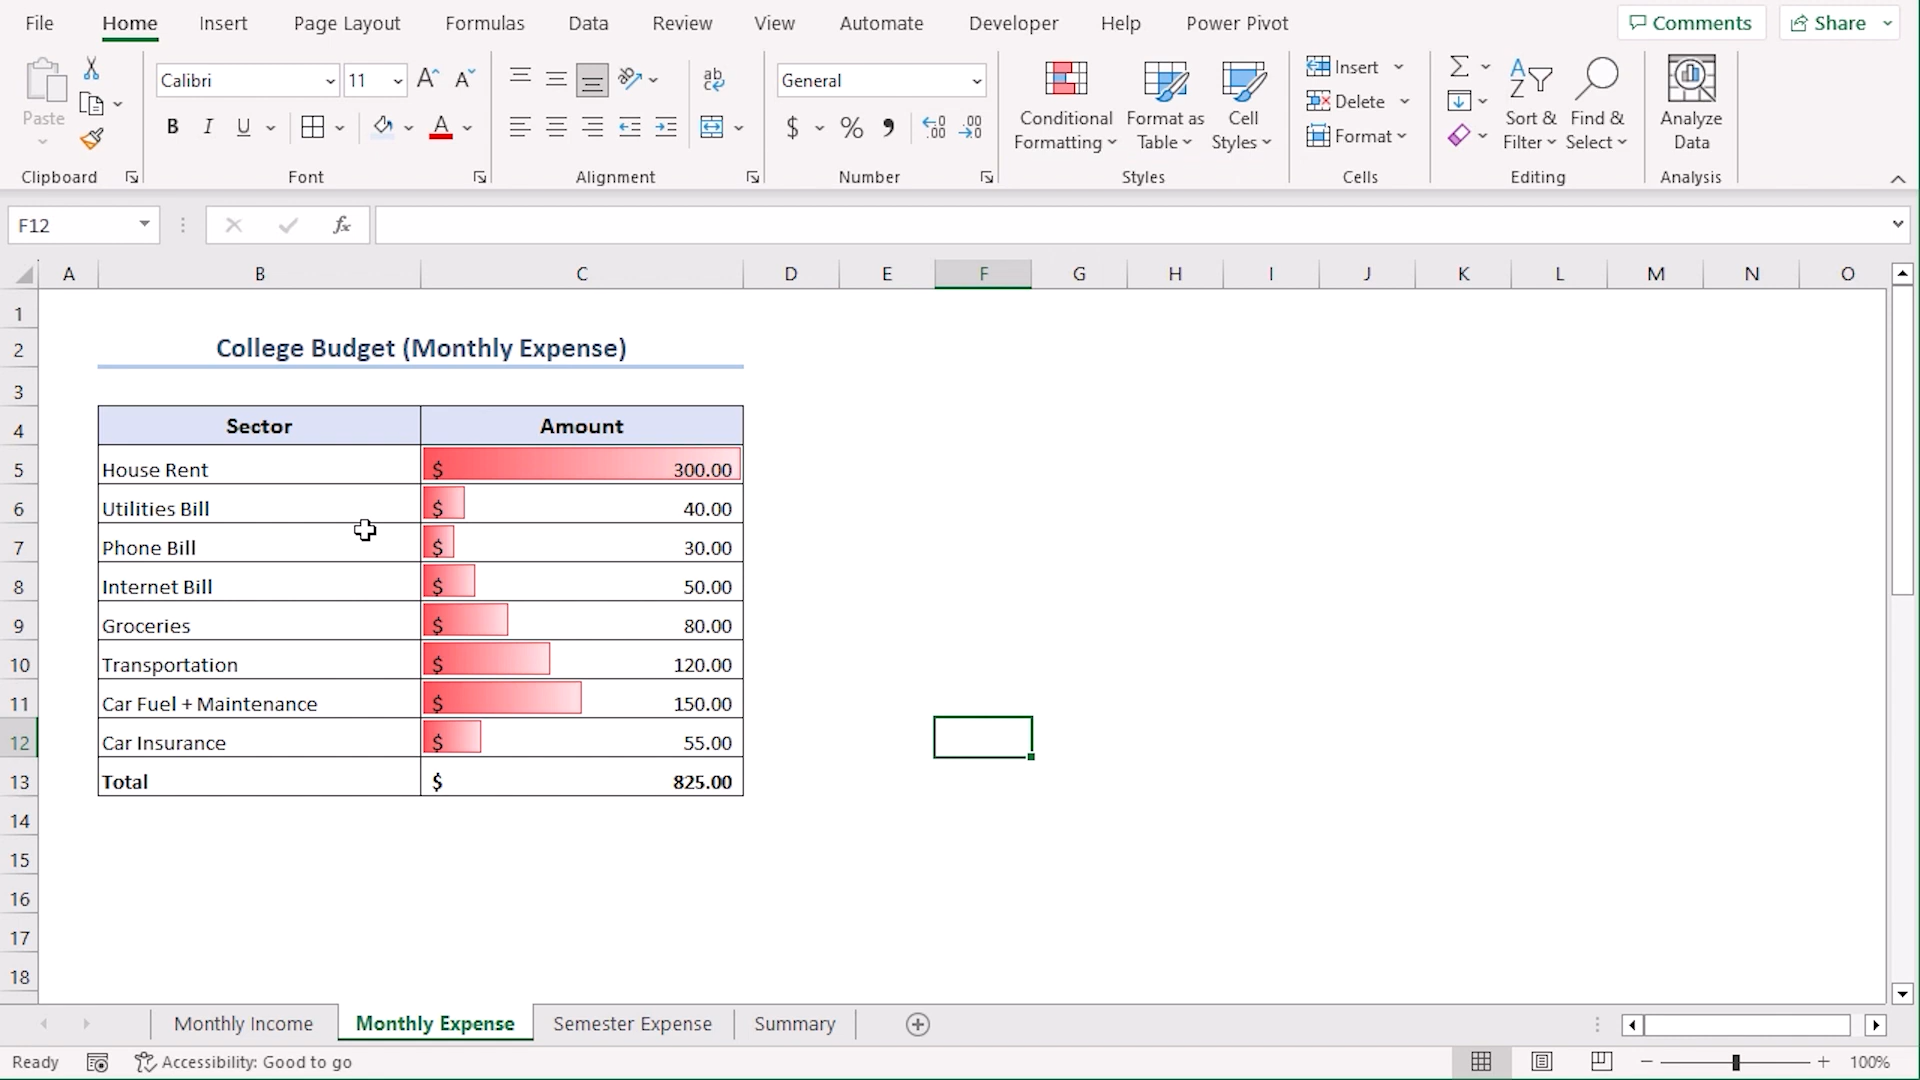 File Home Insert Page Layout Formulas Data Review View Automate Developer Help Power Pivot Comments Share
Paste
Clipboard
Calibri 11 A A
B I U A
Font
ab
Alignment
General
$ % , .00 .00
Number
Conditional Formatting
Format as Table
Cell Styles
Styles
Insert
Delete
Format
Cells
Sort & Filter
Find & Select
Editing
Analyze Data
Analysis
F12 fx
A B C D E F G H I J K L M N O
1
2 College Budget (Monthly Expense)
3
4 Sector Amount
5 House Rent $ 300.00
6 Utilities Bill $ 40.00
7 Phone Bill $ 30.00
8 Internet Bill $ 50.00
9 Groceries $ 80.00
10 Transportation $ 120.00
11 Car Fuel + Maintenance $ 150.00
12 Car Insurance $ 55.00
13 Total $ 825.00
14
15
16
17
18
Monthly Income Monthly Expense Semester Expense Summary
Ready Accessibility: Good to go 100%